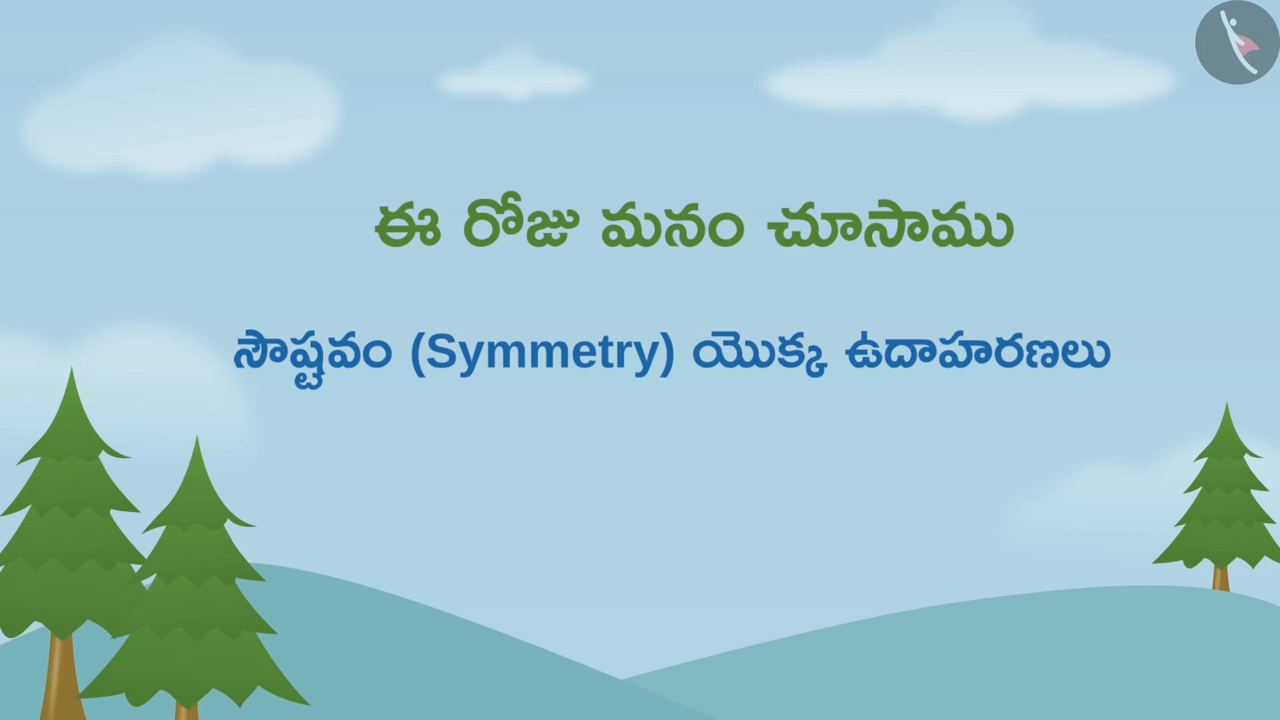 ఈ రోజు మనం చూసాము
సౌష్టవం (Symmetry) యొక్క ఉదాహరణలు